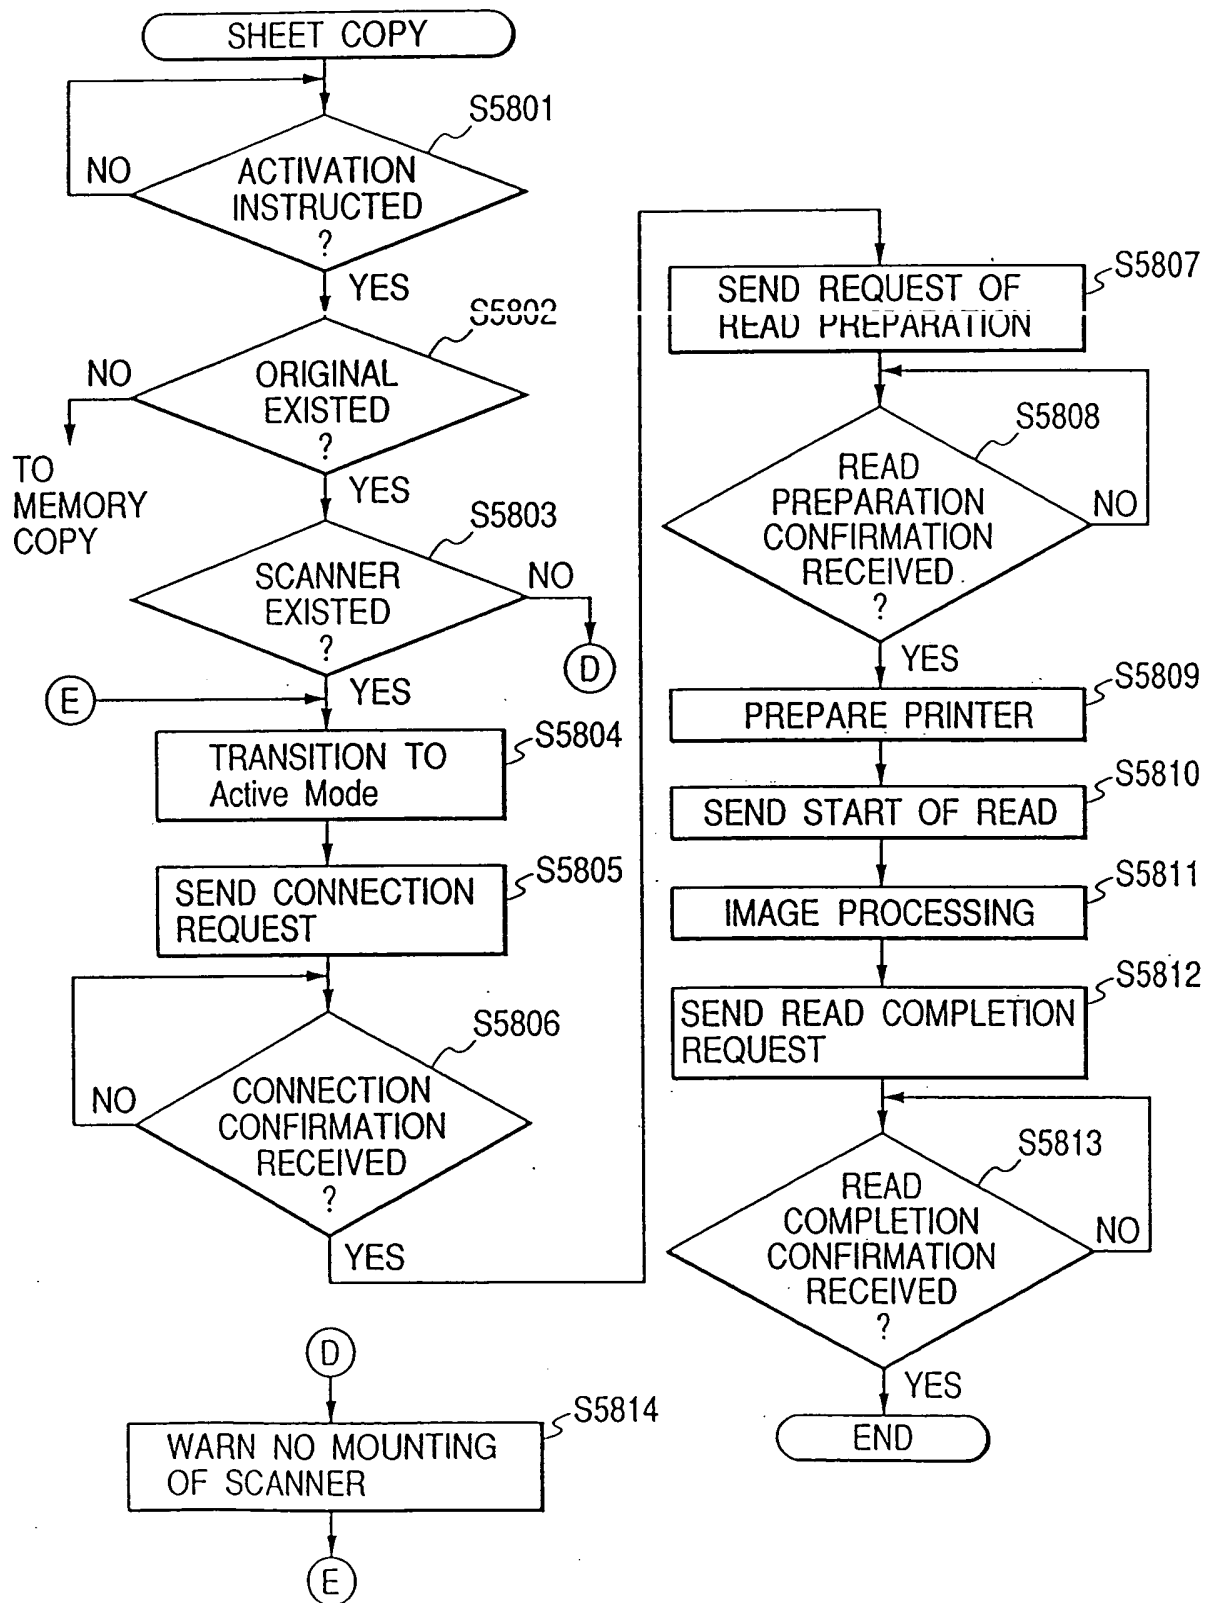 SHEET COPY
S5801
NO
ACTIVATION
INSTRUCTED
?
YES
S5802
NO
ORIGINAL
EXISTED
?
TO
MEMORY
COPY
YES
S5803
SCANNER
EXISTED
?
NO
D
E
YES
S5804
TRANSITION TO
Active Mode
S5805
SEND CONNECTION
REQUEST
S5806
NO
CONNECTION
CONFIRMATION
RECEIVED
?
YES
D
S5814
WARN NO MOUNTING
OF SCANNER
E
S5807
SEND REQUEST OF
READ PREPARATION
S5808
READ
PREPARATION
CONFIRMATION
RECEIVED
?
NO
YES
S5809
PREPARE PRINTER
S5810
SEND START OF READ
S5811
IMAGE PROCESSING
S5812
SEND READ COMPLETION
REQUEST
S5813
READ
COMPLETION
CONFIRMATION
RECEIVED
?
NO
YES
END